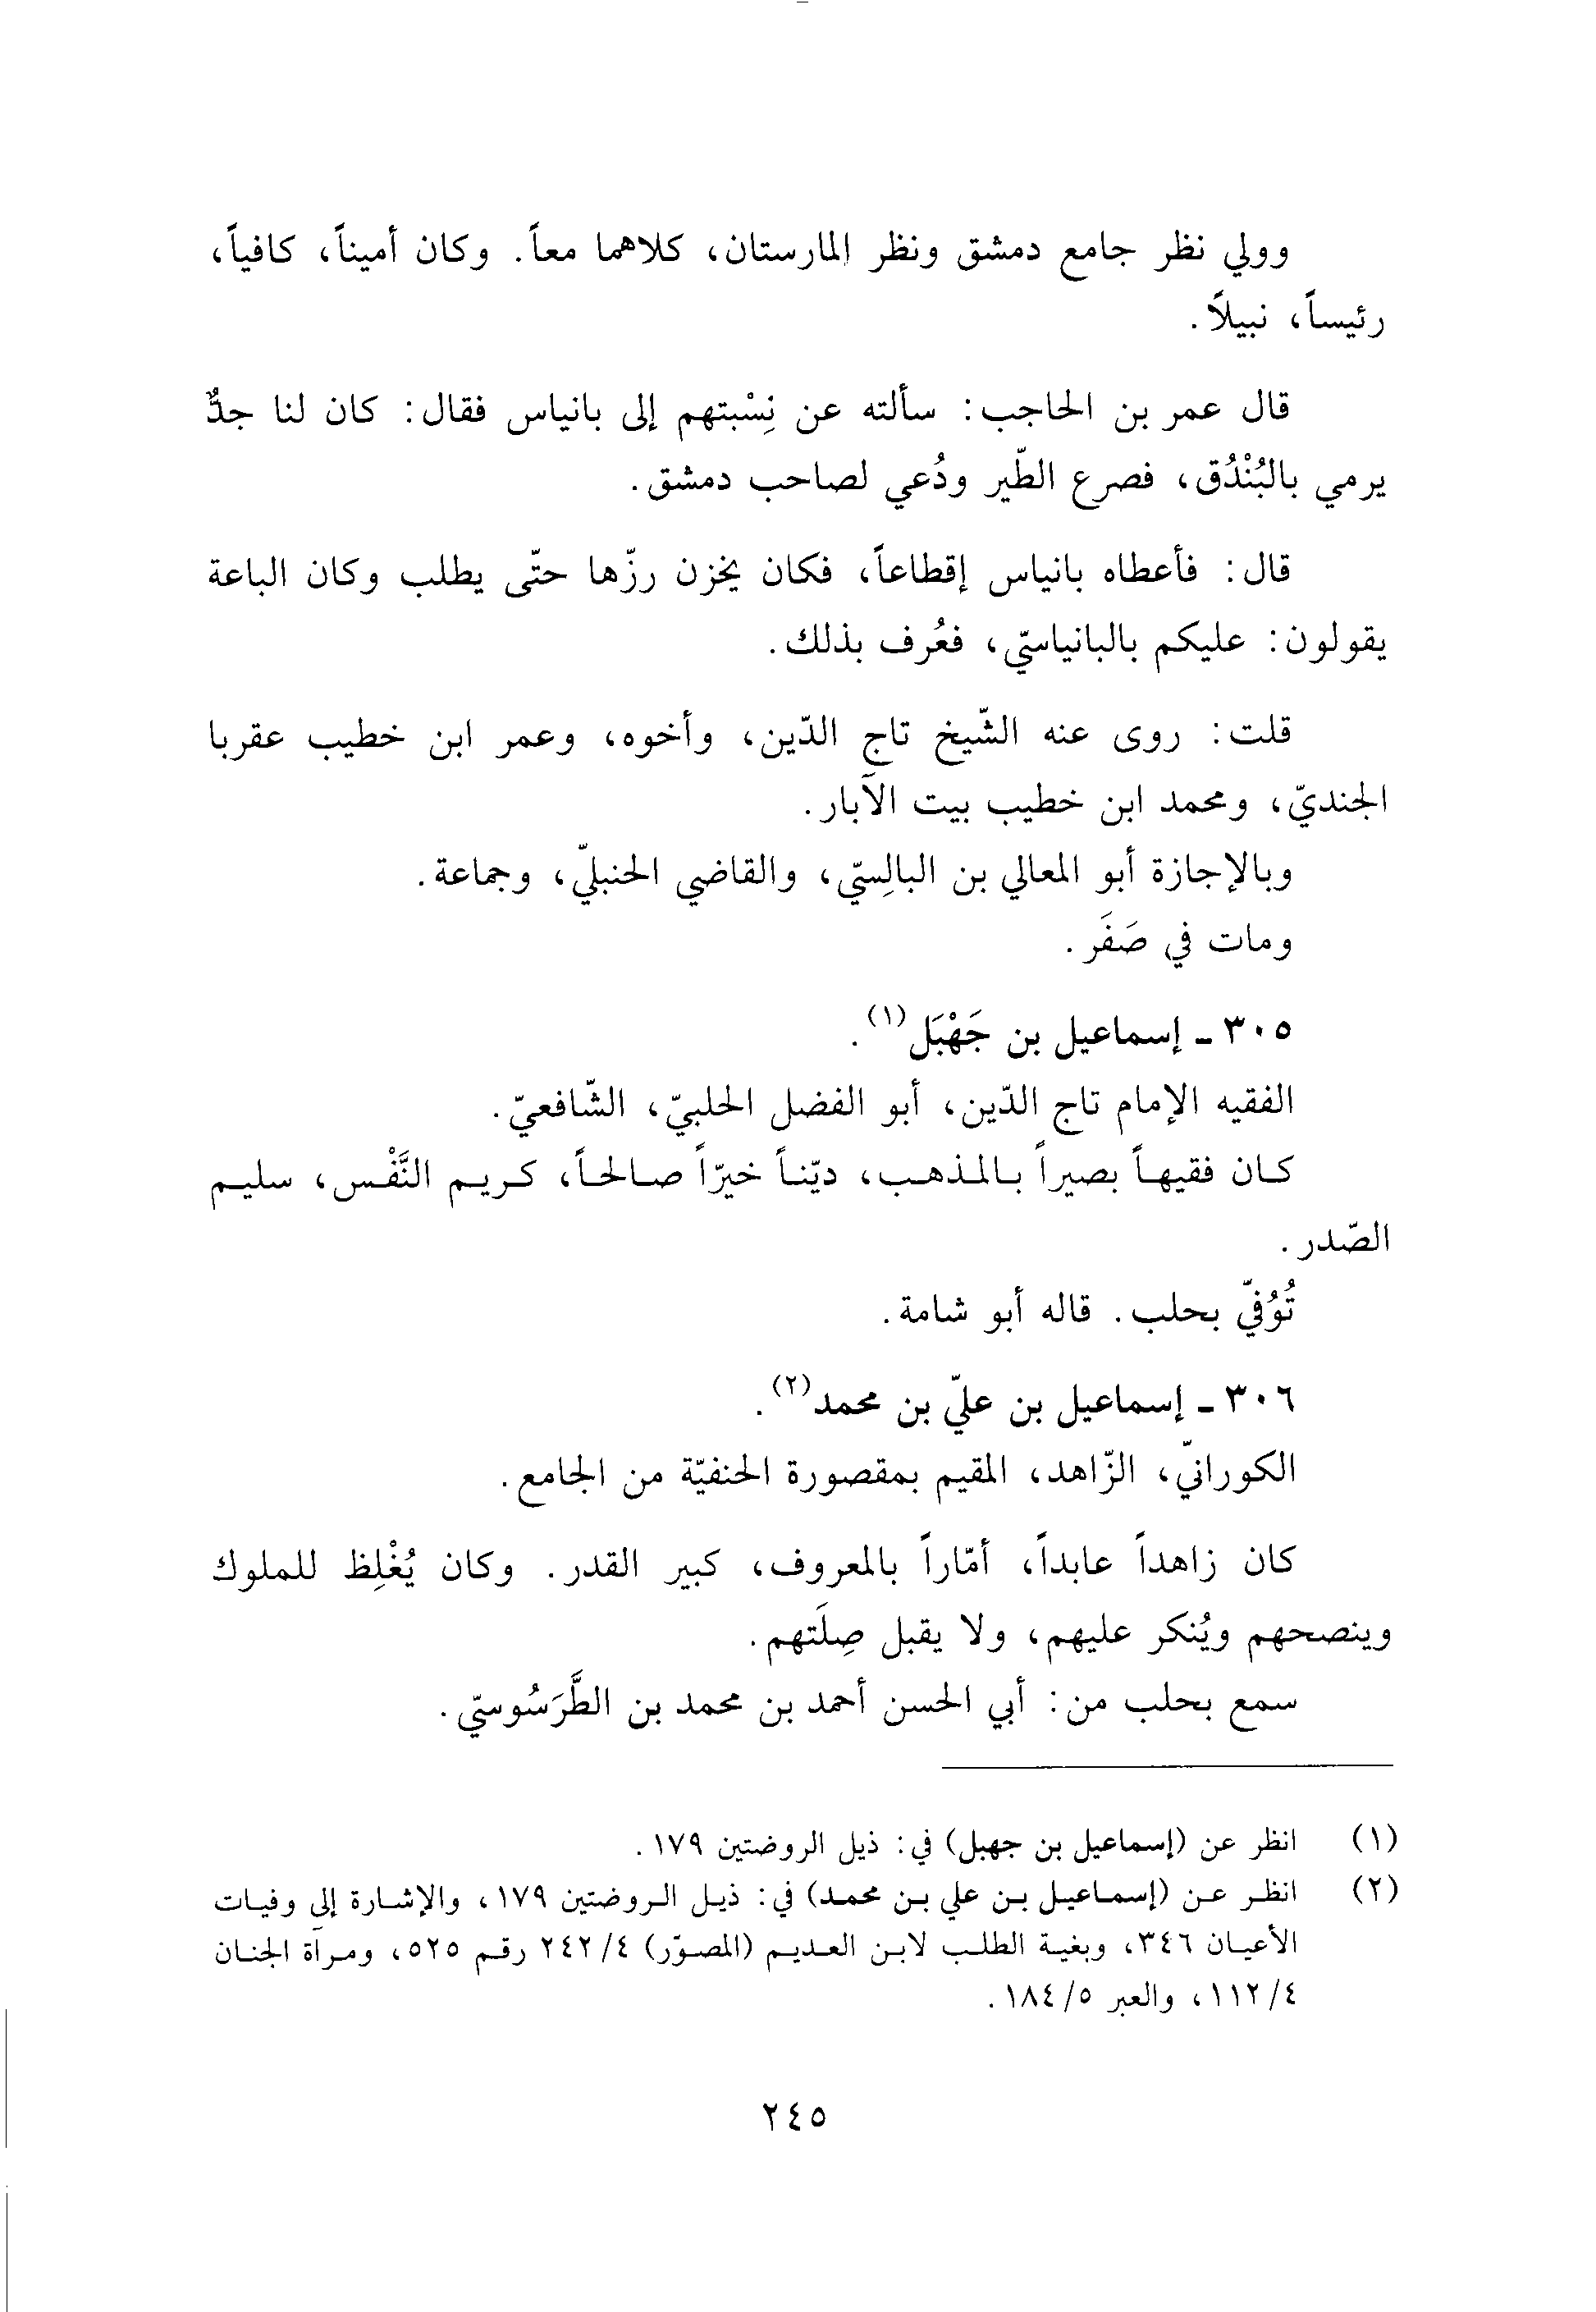 وولي نظر جامع دمشق ونظر المارستان، كلاهما معاً. وكان أميناً، كافياً،
رئيساً، نبيلاً.
قال عمر بن الحاجب: سألته عن نِسْبتهم إلى بانياس فقال: كان لنا جدٌّ
يرمي بالبُنْدُق، فصرع الطّير ودُعي لصاحب دمشق.
قال: فأعطاه بانياس إقطاعاً، فكان يخزن رزّها حتّى يطلب وكان الباعة
يقولون: عليكم بالبانياسيّ، فعُرف بذلك.
قلت: روى عنه الشّيخ تاج الدّين، وأخوه، وعمر ابن خطيب عقربا
الجنديّ، ومحمد ابن خطيب بيت الآبار.
وبالإجازة أبو المعالي بن البالِسيّ، والقاضي الحنبليّ، وجماعة.
ومات في صَفَر.
٣٠٥ ـ إسماعيل بن جَهْبَل(١).
الفقيه الإمام تاج الدّين، أبو الفضل الحلبيّ، الشّافعيّ.
كان فقيهاً بصيراً بالمذهب، ديّناً خيّراً صالحاً، كريم النَّفْس، سليم
الصّدر.
تُوُفيّ بحلب. قاله أبو شامة.
٣٠٦ ـ إسماعيل بن عليّ بن محمد(٢).
الكورانيّ، الزّاهد، المقيم بمقصورة الحنفيّة من الجامع.
كان زاهداً عابداً، أمّاراً بالمعروف، كبير القدر. وكان يُغْلِظ للملوك
وينصحهم ويُنكر عليهم، ولا يقبل صِلَتهم.
سمع بحلب من: أبي الحسن أحمد بن محمد بن الطَّرَسُوسيّ.
(١) انظر عن (إسماعيل بن جهبل) في: ذيل الروضتين ١٧٩.
(٢) انظر عن (إسماعيل بن علي بن محمد) في: ذيل الروضتين ١٧٩، والإشارة إلى وفيات
الأعيان ٣٤٦، وبغية الطلب لابن العديم (المصوّر) ٤/ ٢٤٢ رقم ٥٢٥، ومرآة الجنان
٤/ ١١٢، والعبر ٥/ ١٨٤.
٢٤٥